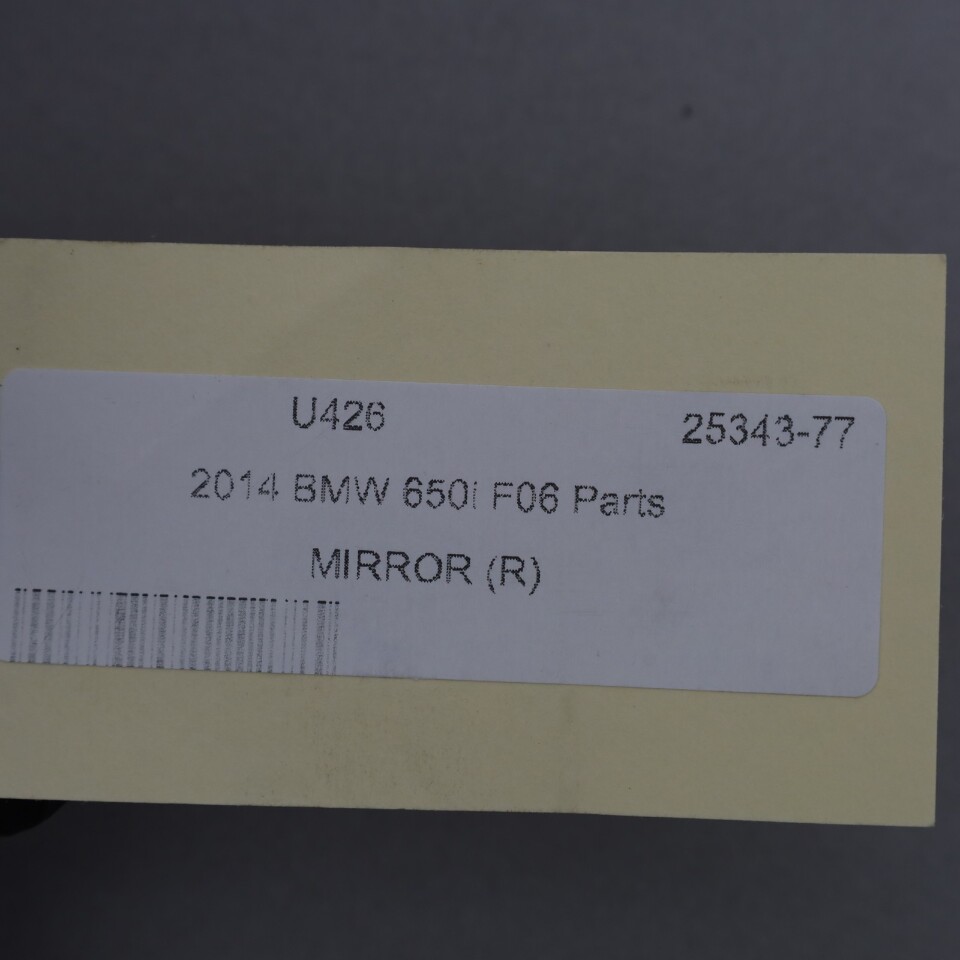 U426 25343-77
2014 BMW 650i F06 Parts
MIRROR (R)